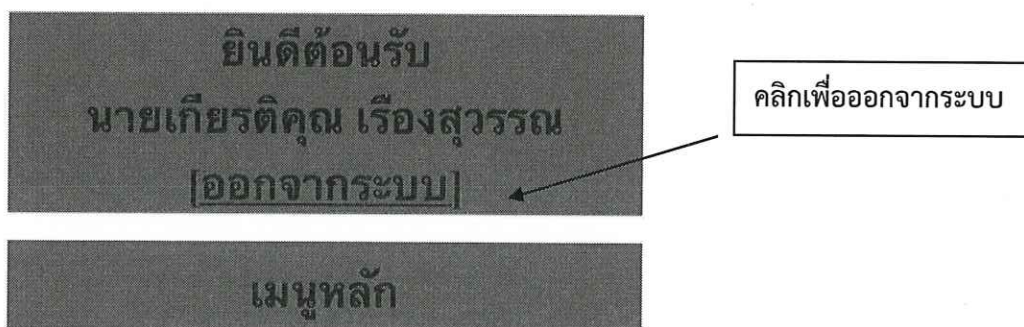 ยินดีต้อนรับ
นายเกียรติคุณ เรืองสุวรรณ
[ออกจากระบบ]
คลิกเพื่อออกจากระบบ
เมนูหลัก